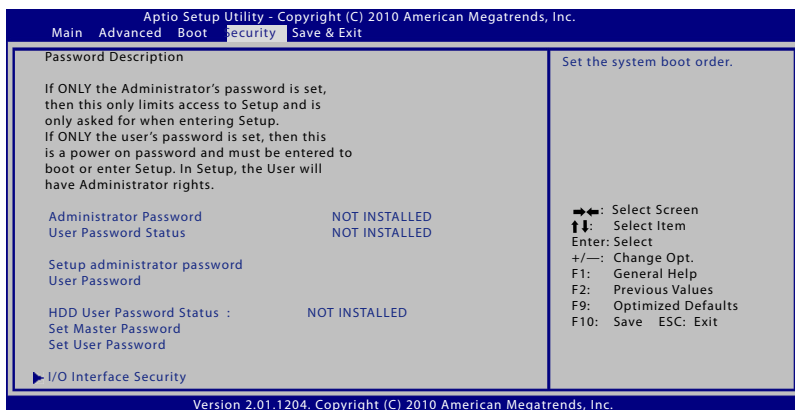 Aptio Setup Utility - Copyright (C) 2010 American Megatrends, Inc.
Main Advanced Boot Security Save & Exit
Password Description
If ONLY the Administrator's password is set,
then this only limits access to Setup and is
only asked for when entering Setup.
If ONLY the user's password is set, then this
is a power on password and must be entered to
boot or enter Setup. In Setup, the User will
have Administrator rights.
Administrator Password NOT INSTALLED
User Password Status NOT INSTALLED
Setup administrator password
User Password
HDD User Password Status : NOT INSTALLED
Set Master Password
Set User Password
I/O Interface Security
Set the system boot order.
→←: Select Screen
↑↓: Select Item
Enter: Select
+/—: Change Opt.
F1: General Help
F2: Previous Values
F9: Optimized Defaults
F10: Save ESC: Exit
Version 2.01.1204. Copyright (C) 2010 American Megatrends, Inc.